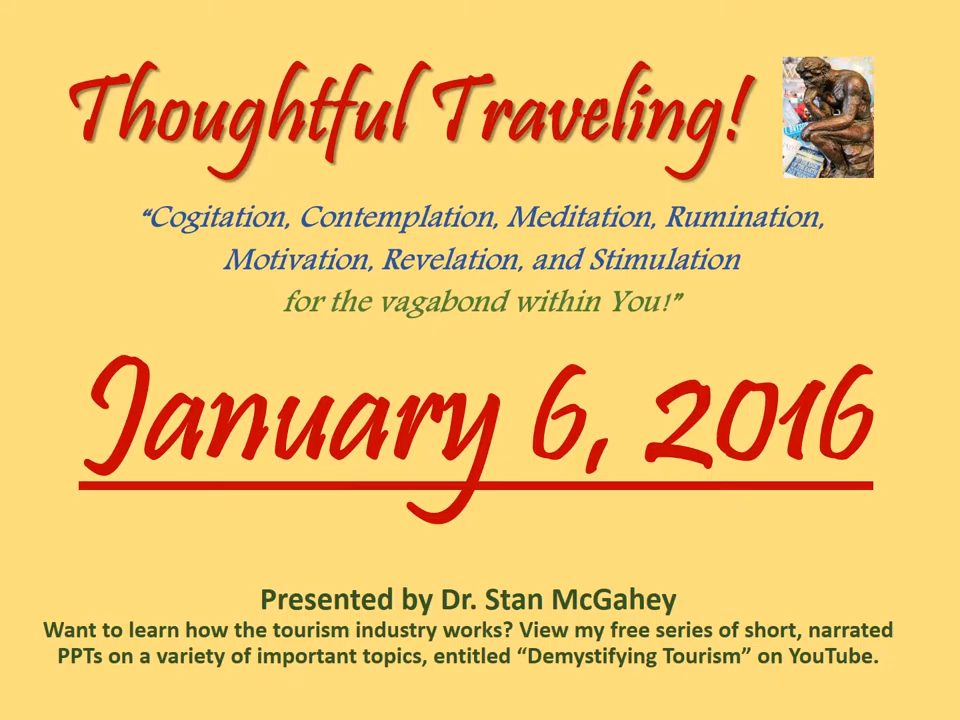 Thoughtful Traveling!
“Cogitation, Contemplation, Meditation, Rumination,
Motivation, Revelation, and Stimulation
for the vagabond within You!”
January 6, 2016
Presented by Dr. Stan McGahey
Want to learn how the tourism industry works? View my free series of short, narrated
PPTs on a variety of important topics, entitled “Demystifying Tourism” on YouTube.